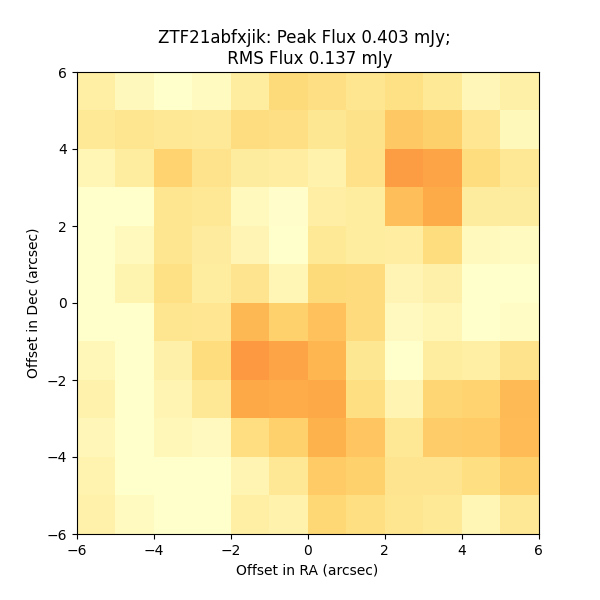 ZTF21abfxjik: Peak Flux 0.403 mJy;
RMS Flux 0.137 mJy
6
4
2
0
−2
−4
−6
Offset in Dec (arcsec)
−6 −4 −2 0 2 4 6
Offset in RA (arcsec)